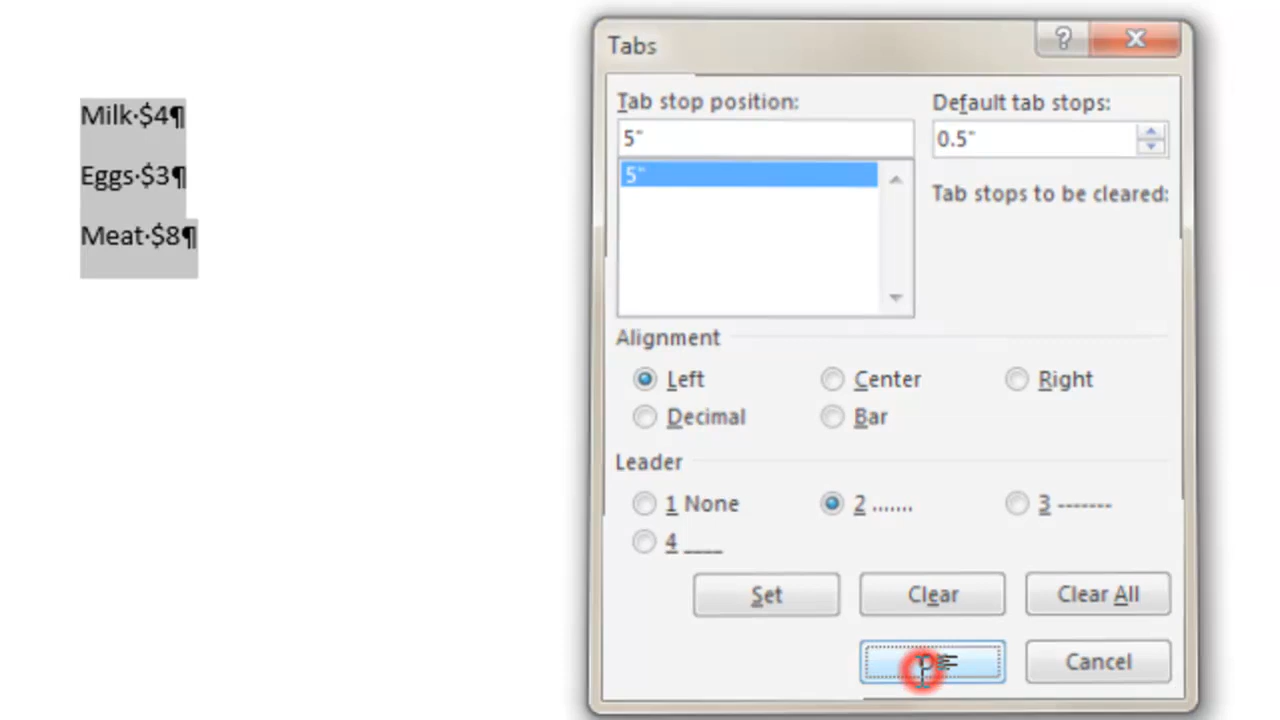 Milk·$4¶
Eggs·$3¶
Meat·$8¶
Tabs
?
Tab stop position:
Default tab stops:
5"
0.5"
5"
Tab stops to be cleared:
Alignment
Left
Center
Right
Decimal
Bar
Leader
1 None
2 .......
3 -------
4 ____
Set
Clear
Clear All
Cancel